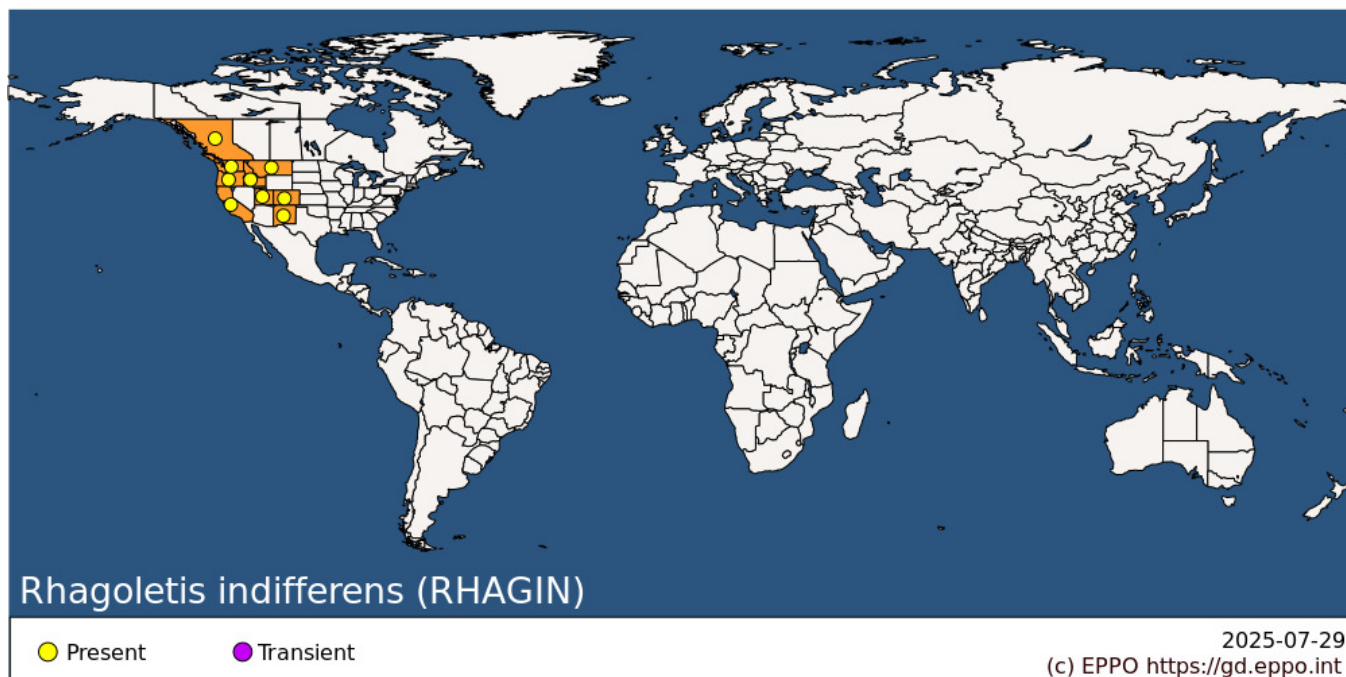 Rhagoletis indifferens (RHAGIN)
Present
Transient
2025-07-29
(c) EPPO https://gd.eppo.int